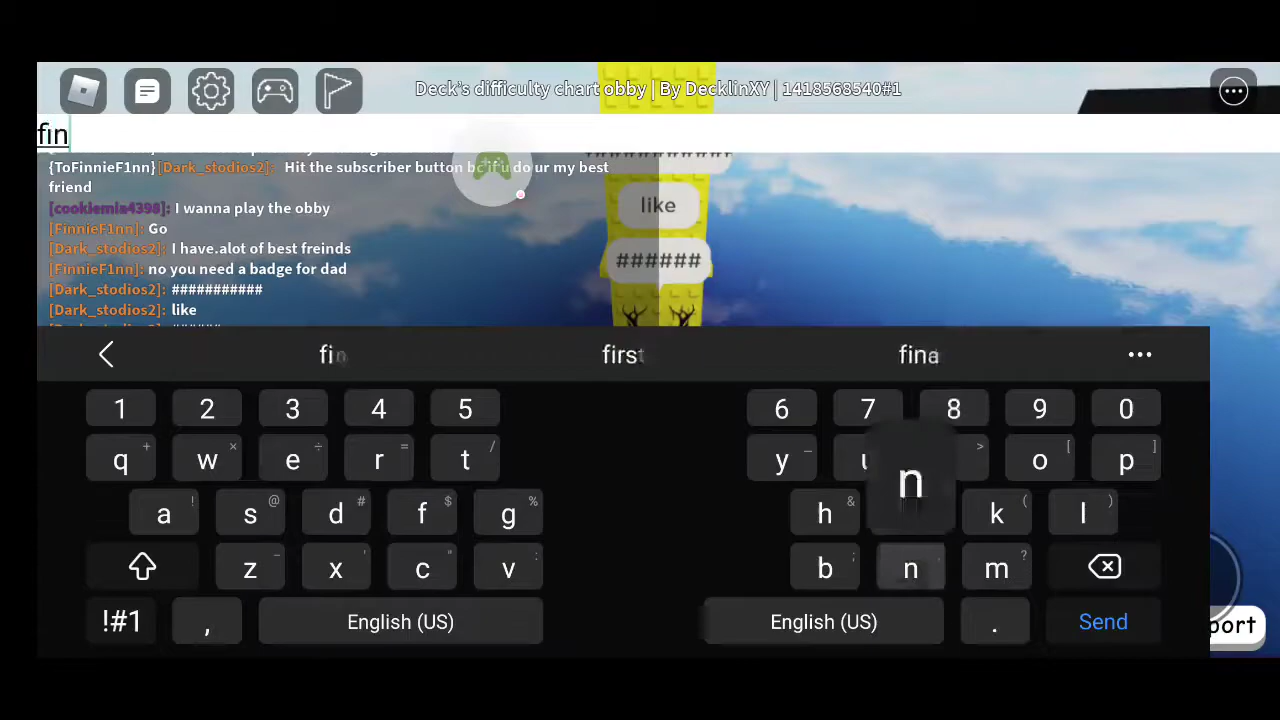 Deck's difficulty chart obby | By DecklinXY | 1418568540#1
fin
{ToFinnieF1nn}[Dark_stodios2]: Hit the subscriber button bc if u do ur my best
friend
[cookiemia4398]: I wanna play the obby
[FinnieF1nn]: Go
[Dark_stodios2]: I have.alot of best freinds
[FinnieF1nn]: no you need a badge for dad
[Dark_stodios2]: ###########
[Dark_stodios2]: like
like
######
first
1 2 3 4 5 6 7 8 9 0
q + w × e ÷ r = t / y _ u > o [ p ]
a ! s @ d # f $ g % h & k ( l )
z - x ' c " v : b ; n m ?
!#1 , English (US) English (US) . Send
port
n